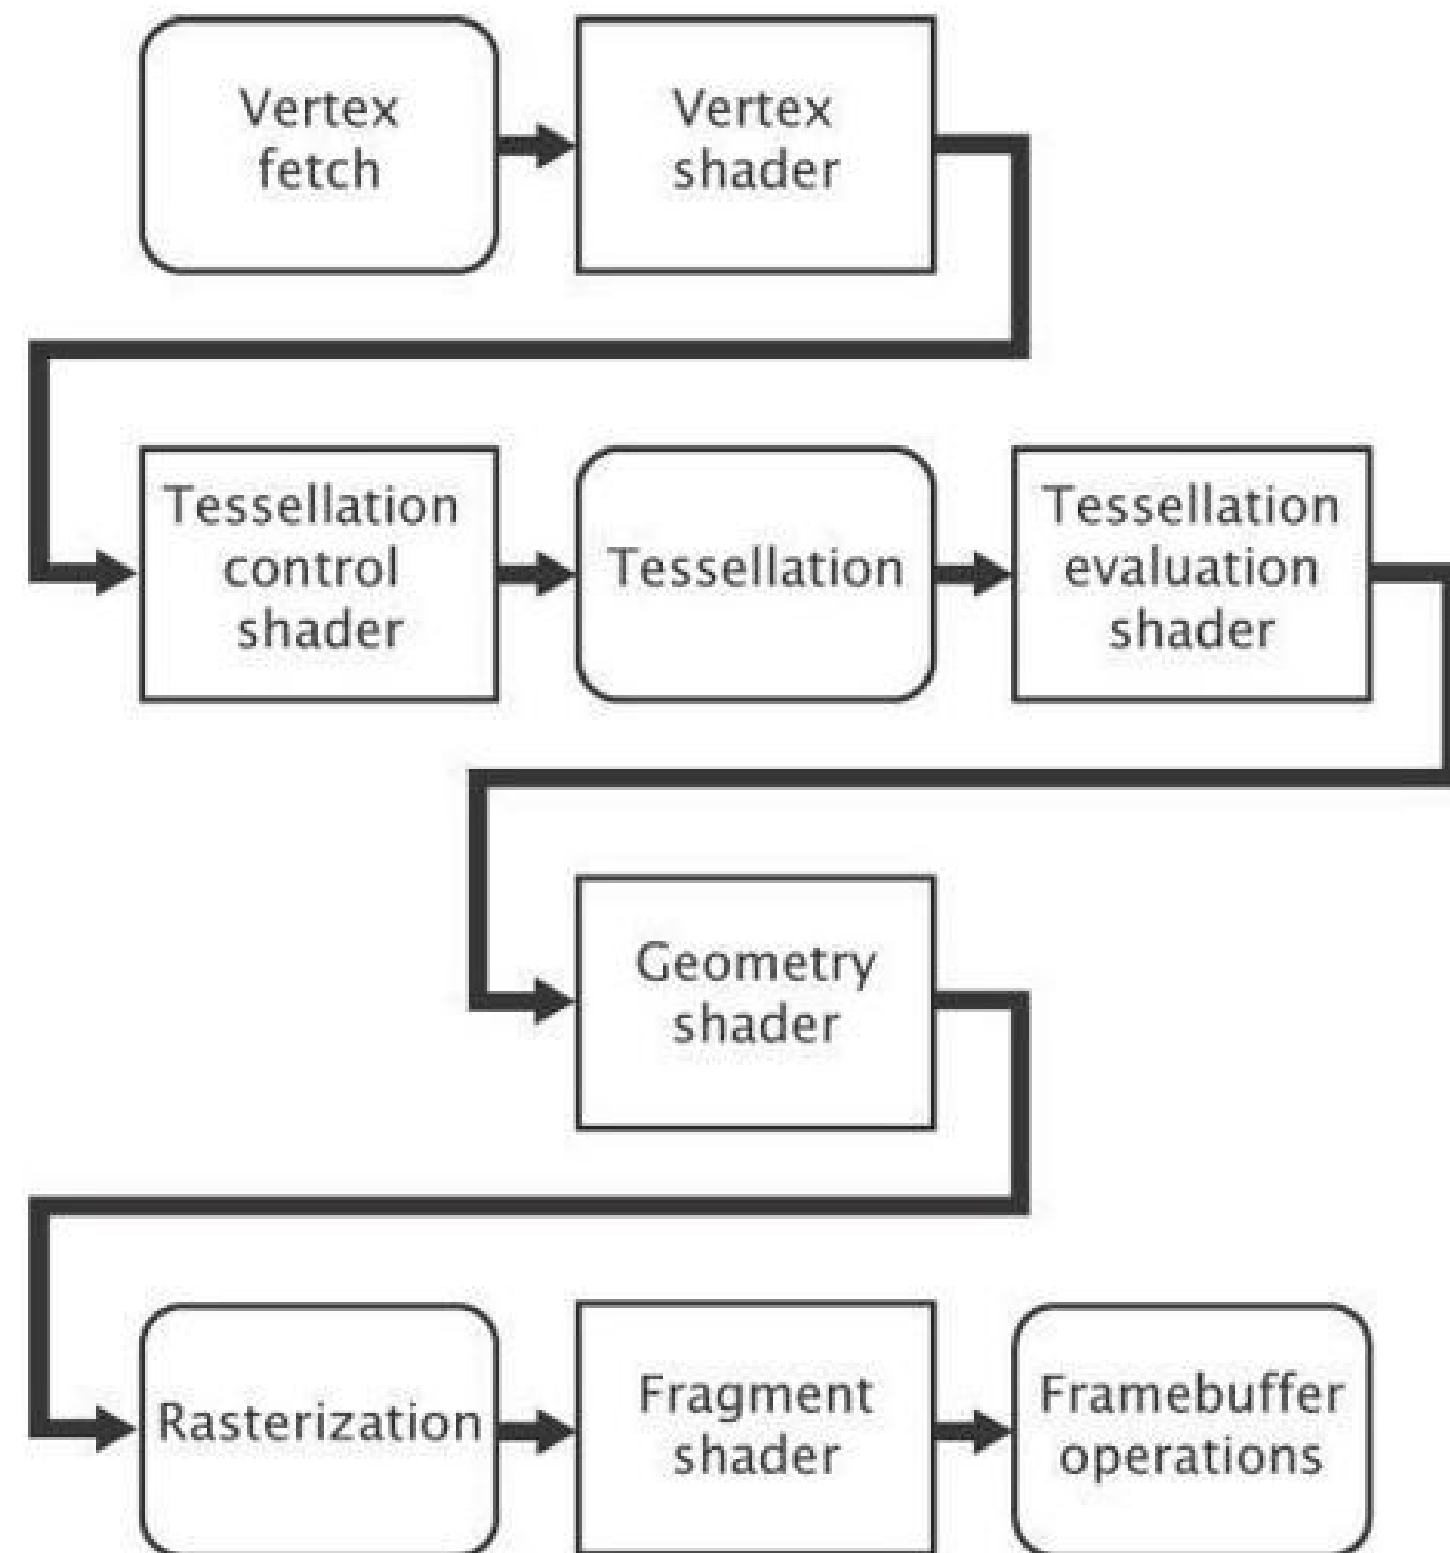 Vertex
fetch
Vertex
shader
Tessellation
control
shader
Tessellation
Tessellation
evaluation
shader
Geometry
shader
Rasterization
Fragment
shader
Framebuffer
operations